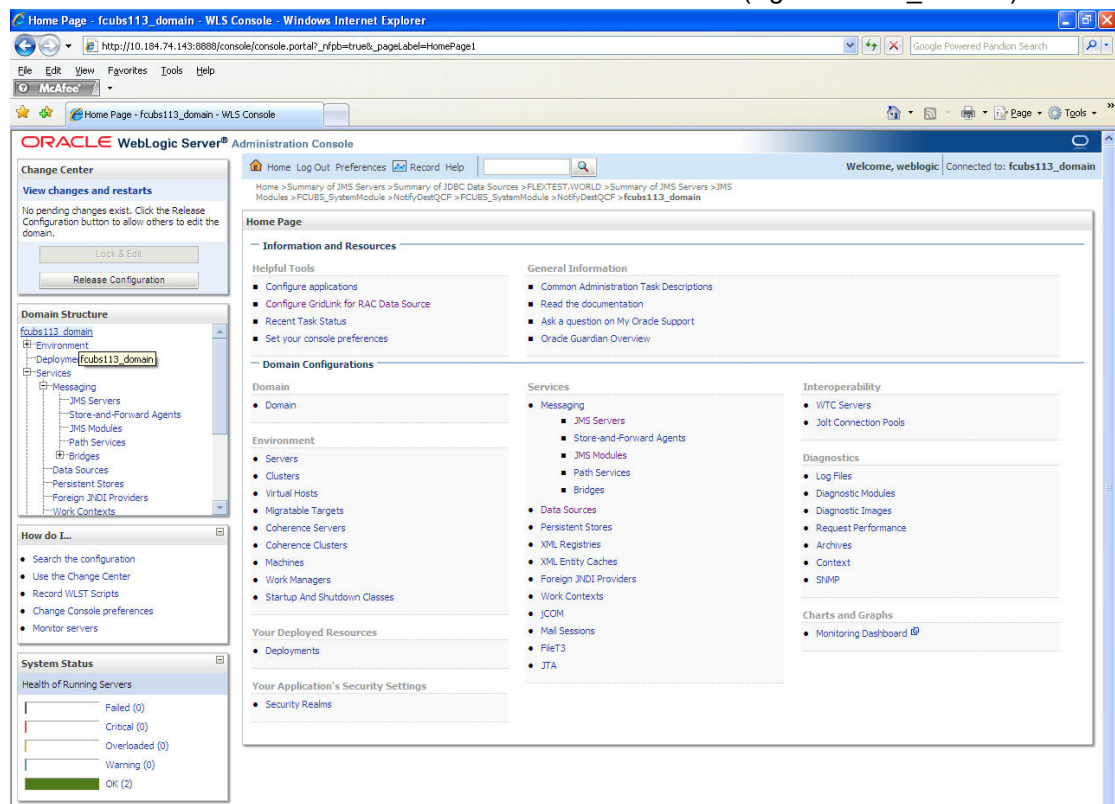 Home Page - fcubs113_domain - WLS Console - Windows Internet Explorer
http://10.184.74.143:8888/console/console.portal?_nfpb=true&_pageLabel=HomePage1
Google Powered Pandion Search
File Edit View Favorites Tools Help
McAfee
Home Page - fcubs113_domain - WLS Console
Page Tools
ORACLE WebLogic Server® Administration Console
Change Center
View changes and restarts
No pending changes exist. Click the Release
Configuration button to allow others to edit the
domain.
Lock & Edit
Release Configuration
Domain Structure
fcubs113_domain
Environment
Deployme
fcubs113_domain
Services
Messaging
JMS Servers
Store-and-Forward Agents
JMS Modules
Path Services
Bridges
Data Sources
Persistent Stores
Foreign JNDI Providers
Work Contexts
How do I...
Search the configuration
Use the Change Center
Record WLST Scripts
Change Console preferences
Monitor servers
System Status
Health of Running Servers
Failed (0)
Critical (0)
Overloaded (0)
Warning (0)
OK (2)
Home Log Out Preferences Record Help
Welcome, weblogic Connected to: fcubs113_domain
Home >Summary of JMS Servers >Summary of JDBC Data Sources >FLEXTEST.WORLD >Summary of JMS Servers >JMS
Modules >FCUBS_SystemModule >NotifyDestQCF >FCUBS_SystemModule >NotifyDestQCF >fcubs113_domain
Home Page
Information and Resources
Helpful Tools
Configure applications
Configure GridLink for RAC Data Source
Recent Task Status
Set your console preferences
General Information
Common Administration Task Descriptions
Read the documentation
Ask a question on My Oracle Support
Oracle Guardian Overview
Domain Configurations
Domain
Domain
Environment
Servers
Clusters
Virtual Hosts
Migratable Targets
Coherence Servers
Coherence Clusters
Machines
Work Managers
Startup And Shutdown Classes
Your Deployed Resources
Deployments
Your Application's Security Settings
Security Realms
Services
Messaging
JMS Servers
Store-and-Forward Agents
JMS Modules
Path Services
Bridges
Data Sources
Persistent Stores
XML Registries
XML Entity Caches
Foreign JNDI Providers
Work Contexts
jCOM
Mail Sessions
FileT3
JTA
Interoperability
WTC Servers
Jolt Connection Pools
Diagnostics
Log Files
Diagnostic Modules
Diagnostic Images
Request Performance
Archives
Context
SNMP
Charts and Graphs
Monitoring Dashboard